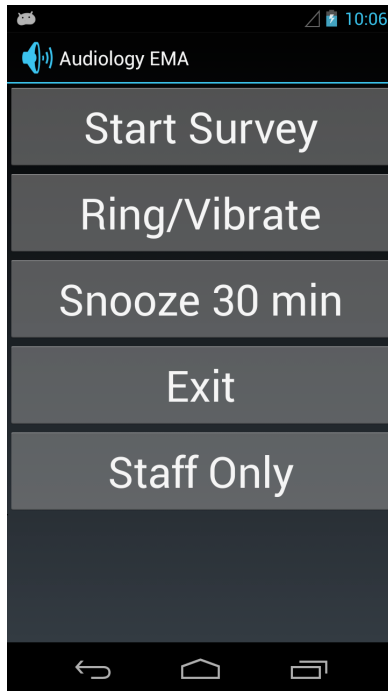 10:06
Audiology EMA
Start Survey
Ring/Vibrate
Snooze 30 min
Exit
Staff Only